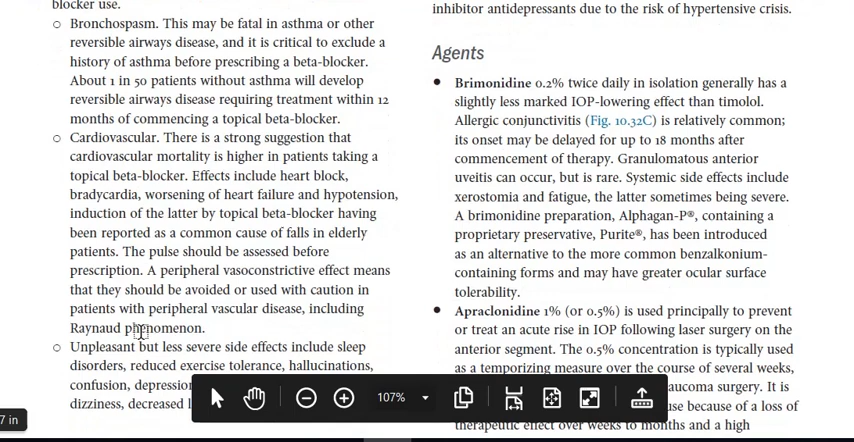 blocker use.
○ Bronchospasm. This may be fatal in asthma or other
reversible airways disease, and it is critical to exclude a
history of asthma before prescribing a beta-blocker.
About 1 in 50 patients without asthma will develop
reversible airways disease requiring treatment within 12
months of commencing a topical beta-blocker.
○ Cardiovascular. There is a strong suggestion that
cardiovascular mortality is higher in patients taking a
topical beta-blocker. Effects include heart block,
bradycardia, worsening of heart failure and hypotension,
induction of the latter by topical beta-blocker having
been reported as a common cause of falls in elderly
patients. The pulse should be assessed before
prescription. A peripheral vasoconstrictive effect means
that they should be avoided or used with caution in
patients with peripheral vascular disease, including
Raynaud phenomenon.
○ Unpleasant but less severe side effects include sleep
disorders, reduced exercise tolerance, hallucinations,
confusion, depression
dizziness, decreased
inhibitor antidepressants due to the risk of hypertensive crisis.
Agents
● Brimonidine 0.2% twice daily in isolation generally has a
slightly less marked IOP-lowering effect than timolol.
Allergic conjunctivitis (Fig. 10.32C) is relatively common;
its onset may be delayed for up to 18 months after
commencement of therapy. Granulomatous anterior
uveitis can occur, but is rare. Systemic side effects include
xerostomia and fatigue, the latter sometimes being severe.
A brimonidine preparation, Alphagan-P®, containing a
proprietary preservative, Purite®, has been introduced
as an alternative to the more common benzalkonium-
containing forms and may have greater ocular surface
tolerability.
● Apraclonidine 1% (or 0.5%) is used principally to prevent
or treat an acute rise in IOP following laser surgery on the
anterior segment. The 0.5% concentration is typically used
as a temporizing measure over the course of several weeks,
aucoma surgery. It is
use because of a loss of
therapeutic effect over weeks to months and a high
107%
7 in